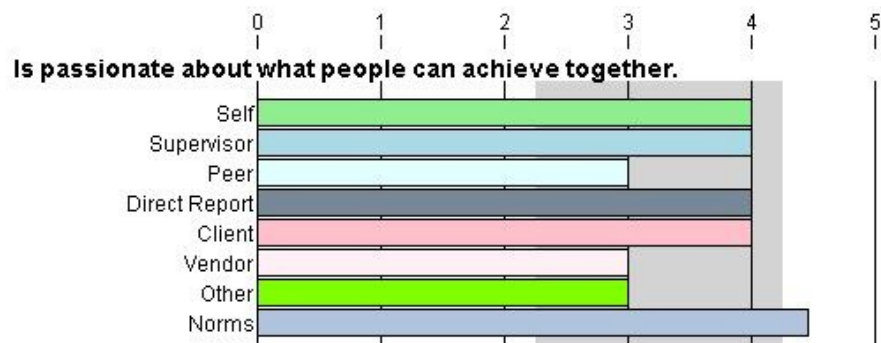 0 1 2 3 4 5
Is passionate about what people can achieve together.
Self
Supervisor
Peer
Direct Report
Client
Vendor
Other
Norms